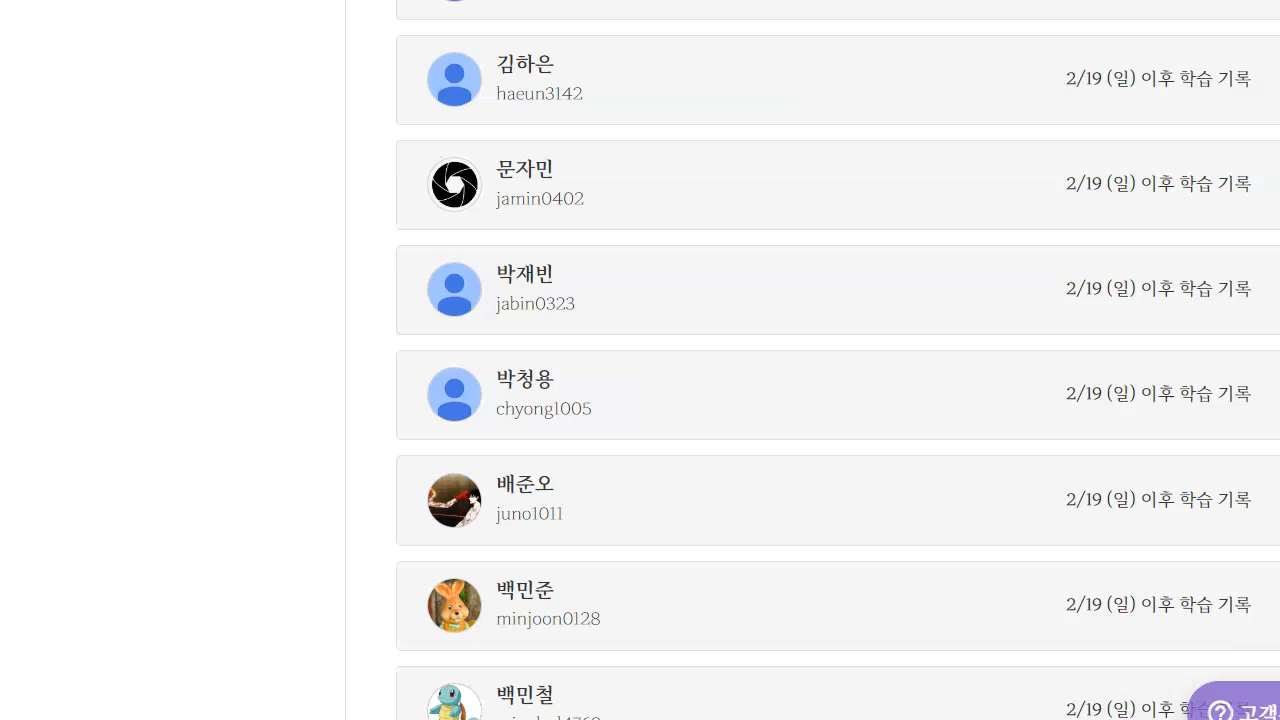 김하은
haeun3142
2/19 (일) 이후 학습 기록
문자민
jamin0402
2/19 (일) 이후 학습 기록
박재빈
jabin0323
2/19 (일) 이후 학습 기록
박청용
chyong1005
2/19 (일) 이후 학습 기록
배준오
juno1011
2/19 (일) 이후 학습 기록
백민준
minjoon0128
2/19 (일) 이후 학습 기록
백민철
2/19 (일) 이후 학습
고객